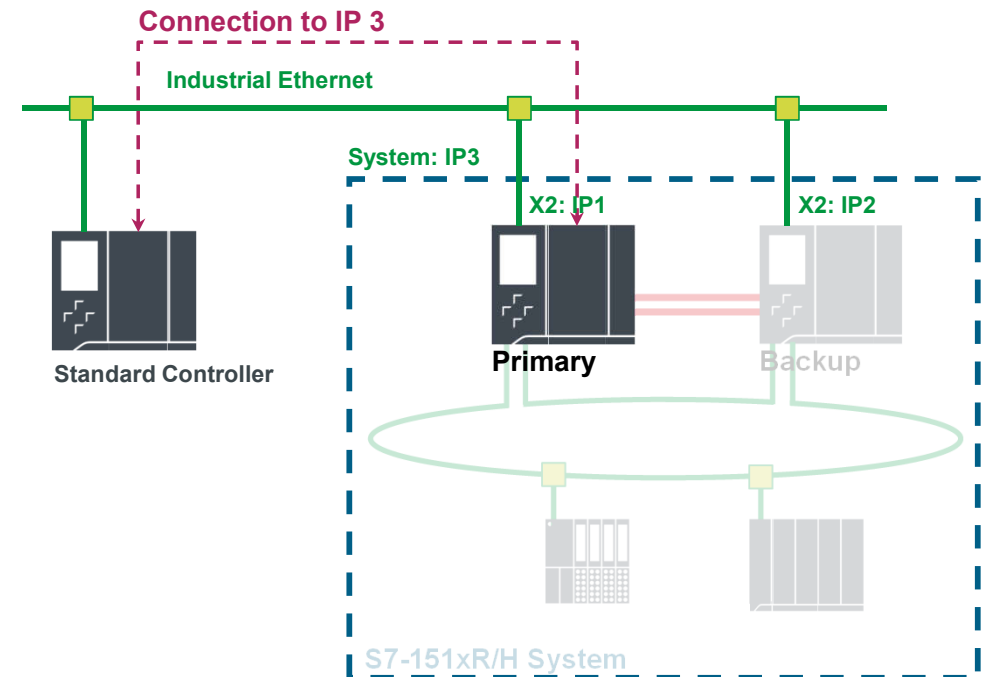 Connection to IP 3
Industrial Ethernet
System: IP3
X2: IP1
X2: IP2
Primary
Backup
Standard Controller
S7-151xR/H System